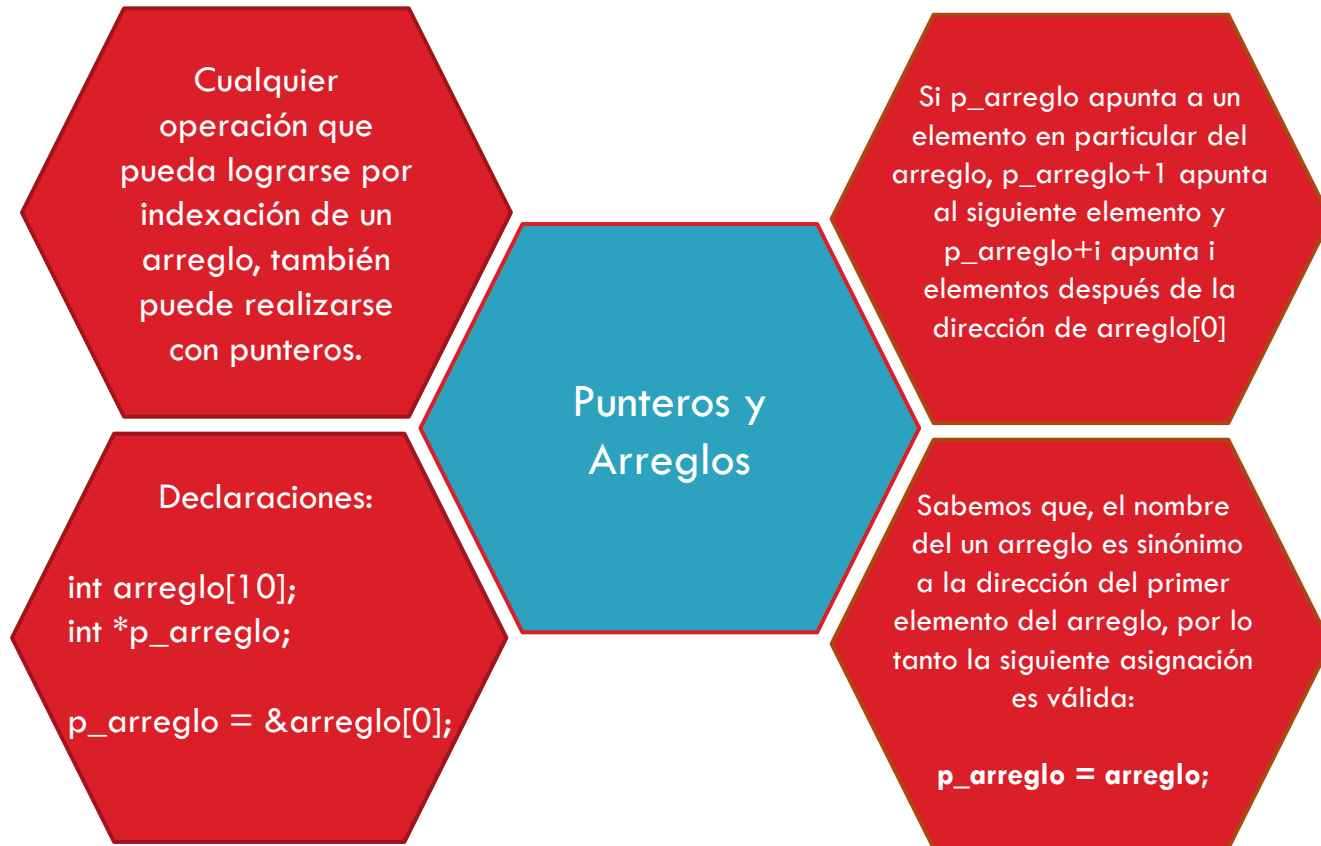 Cualquier
operación que
pueda lograrse por
indexación de un
arreglo, también
puede realizarse
con punteros.
Declaraciones:
int arreglo[10];
int *p_arreglo;
p_arreglo = &arreglo[0];
Punteros y
Arreglos
Si p_arreglo apunta a un
elemento en particular del
arreglo, p_arreglo+1 apunta
al siguiente elemento y
p_arreglo+i apunta i
elementos después de la
dirección de arreglo[0]
Sabemos que, el nombre
del un arreglo es sinónimo
a la dirección del primer
elemento del arreglo, por lo
tanto la siguiente asignación
es válida:
p_arreglo = arreglo;